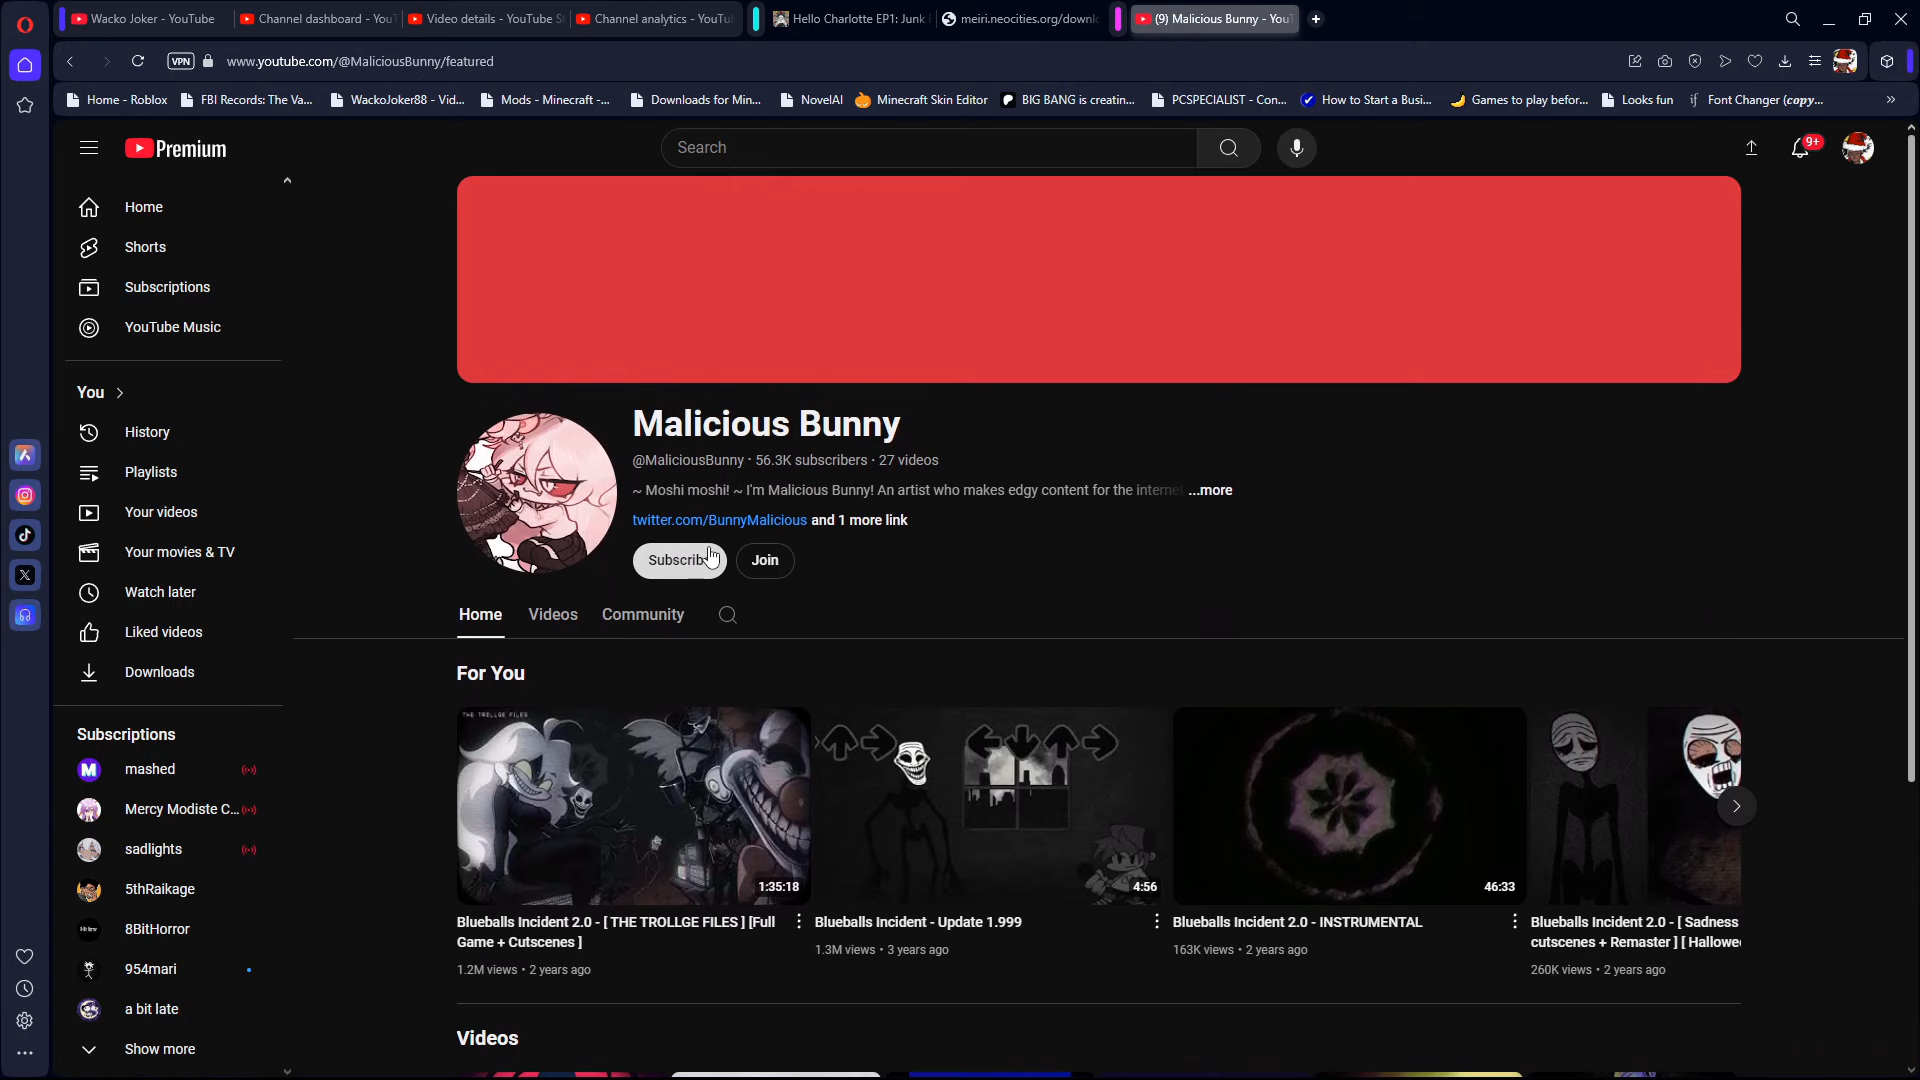 Wacko Joker - YouTube
Channel dashboard - You
Video details - YouTube S
Channel analytics - YouTu
Hello Charlotte EP1: Junk
meiri.neocities.org/downlo
(9) Malicious Bunny - You
VPN
www.youtube.com/@MaliciousBunny/featured
Home - Roblox
FBI Records: The Va...
WackoJoker88 - Vid...
Mods - Minecraft -...
Downloads for Min...
NovelAI
Minecraft Skin Editor
BIG BANG is creatin...
PCSPECIALIST - Con...
How to Start a Busi...
Games to play befor...
Looks fun
Font Changer (copy...
Premium
Search
9+
Home
Shorts
Subscriptions
YouTube Music
You
History
Playlists
Your videos
Your movies & TV
Watch later
Liked videos
Downloads
Subscriptions
mashed
Mercy Modiste C...
sadlights
5thRaikage
8BitHorror
954mari
a bit late
Show more
Malicious Bunny
@MaliciousBunny • 56.3K subscribers • 27 videos
~ Moshi moshi! ~ I'm Malicious Bunny! An artist who makes edgy content for the internet ...more
twitter.com/BunnyMalicious and 1 more link
Subscrib
Join
Home
Videos
Community
For You
THE TROLLGE FILES
1:35:18
4:56
46:33
Blueballs Incident 2.0 - [ THE TROLLGE FILES ] [Full
Game + Cutscenes ]
1.2M views • 2 years ago
Blueballs Incident - Update 1.999
1.3M views • 3 years ago
Blueballs Incident 2.0 - INSTRUMENTAL
163K views • 2 years ago
Blueballs Incident 2.0 - [ Sadness
cutscenes + Remaster ] [ Hallowe
260K views • 2 years ago
Videos